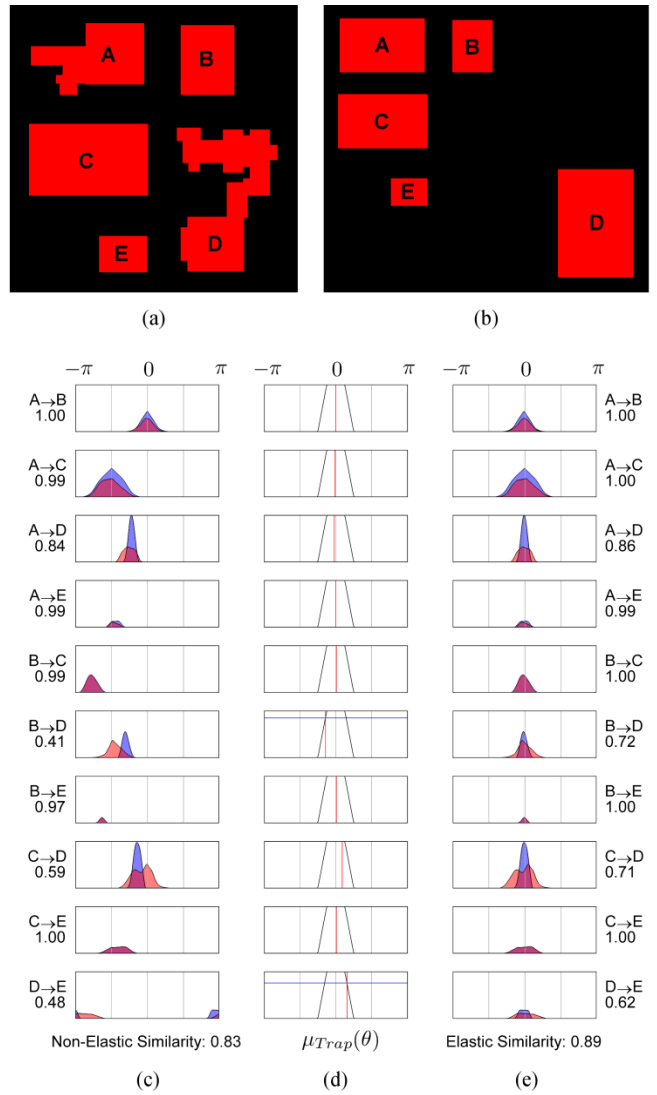 A
B
C
D
E
A
B
C
E
D
(a)
(b)
−π 0 π
−π 0 π
−π 0 π
A→B
1.00
A→B
1.00
A→C
0.99
A→C
1.00
A→D
0.84
A→D
0.86
A→E
0.99
A→E
0.99
B→C
0.99
B→C
1.00
B→D
0.41
B→D
0.72
B→E
0.97
B→E
1.00
C→D
0.59
C→D
0.71
C→E
1.00
C→E
1.00
D→E
0.48
D→E
0.62
Non-Elastic Similarity: 0.83
μTrap(θ)
Elastic Similarity: 0.89
(c)
(d)
(e)